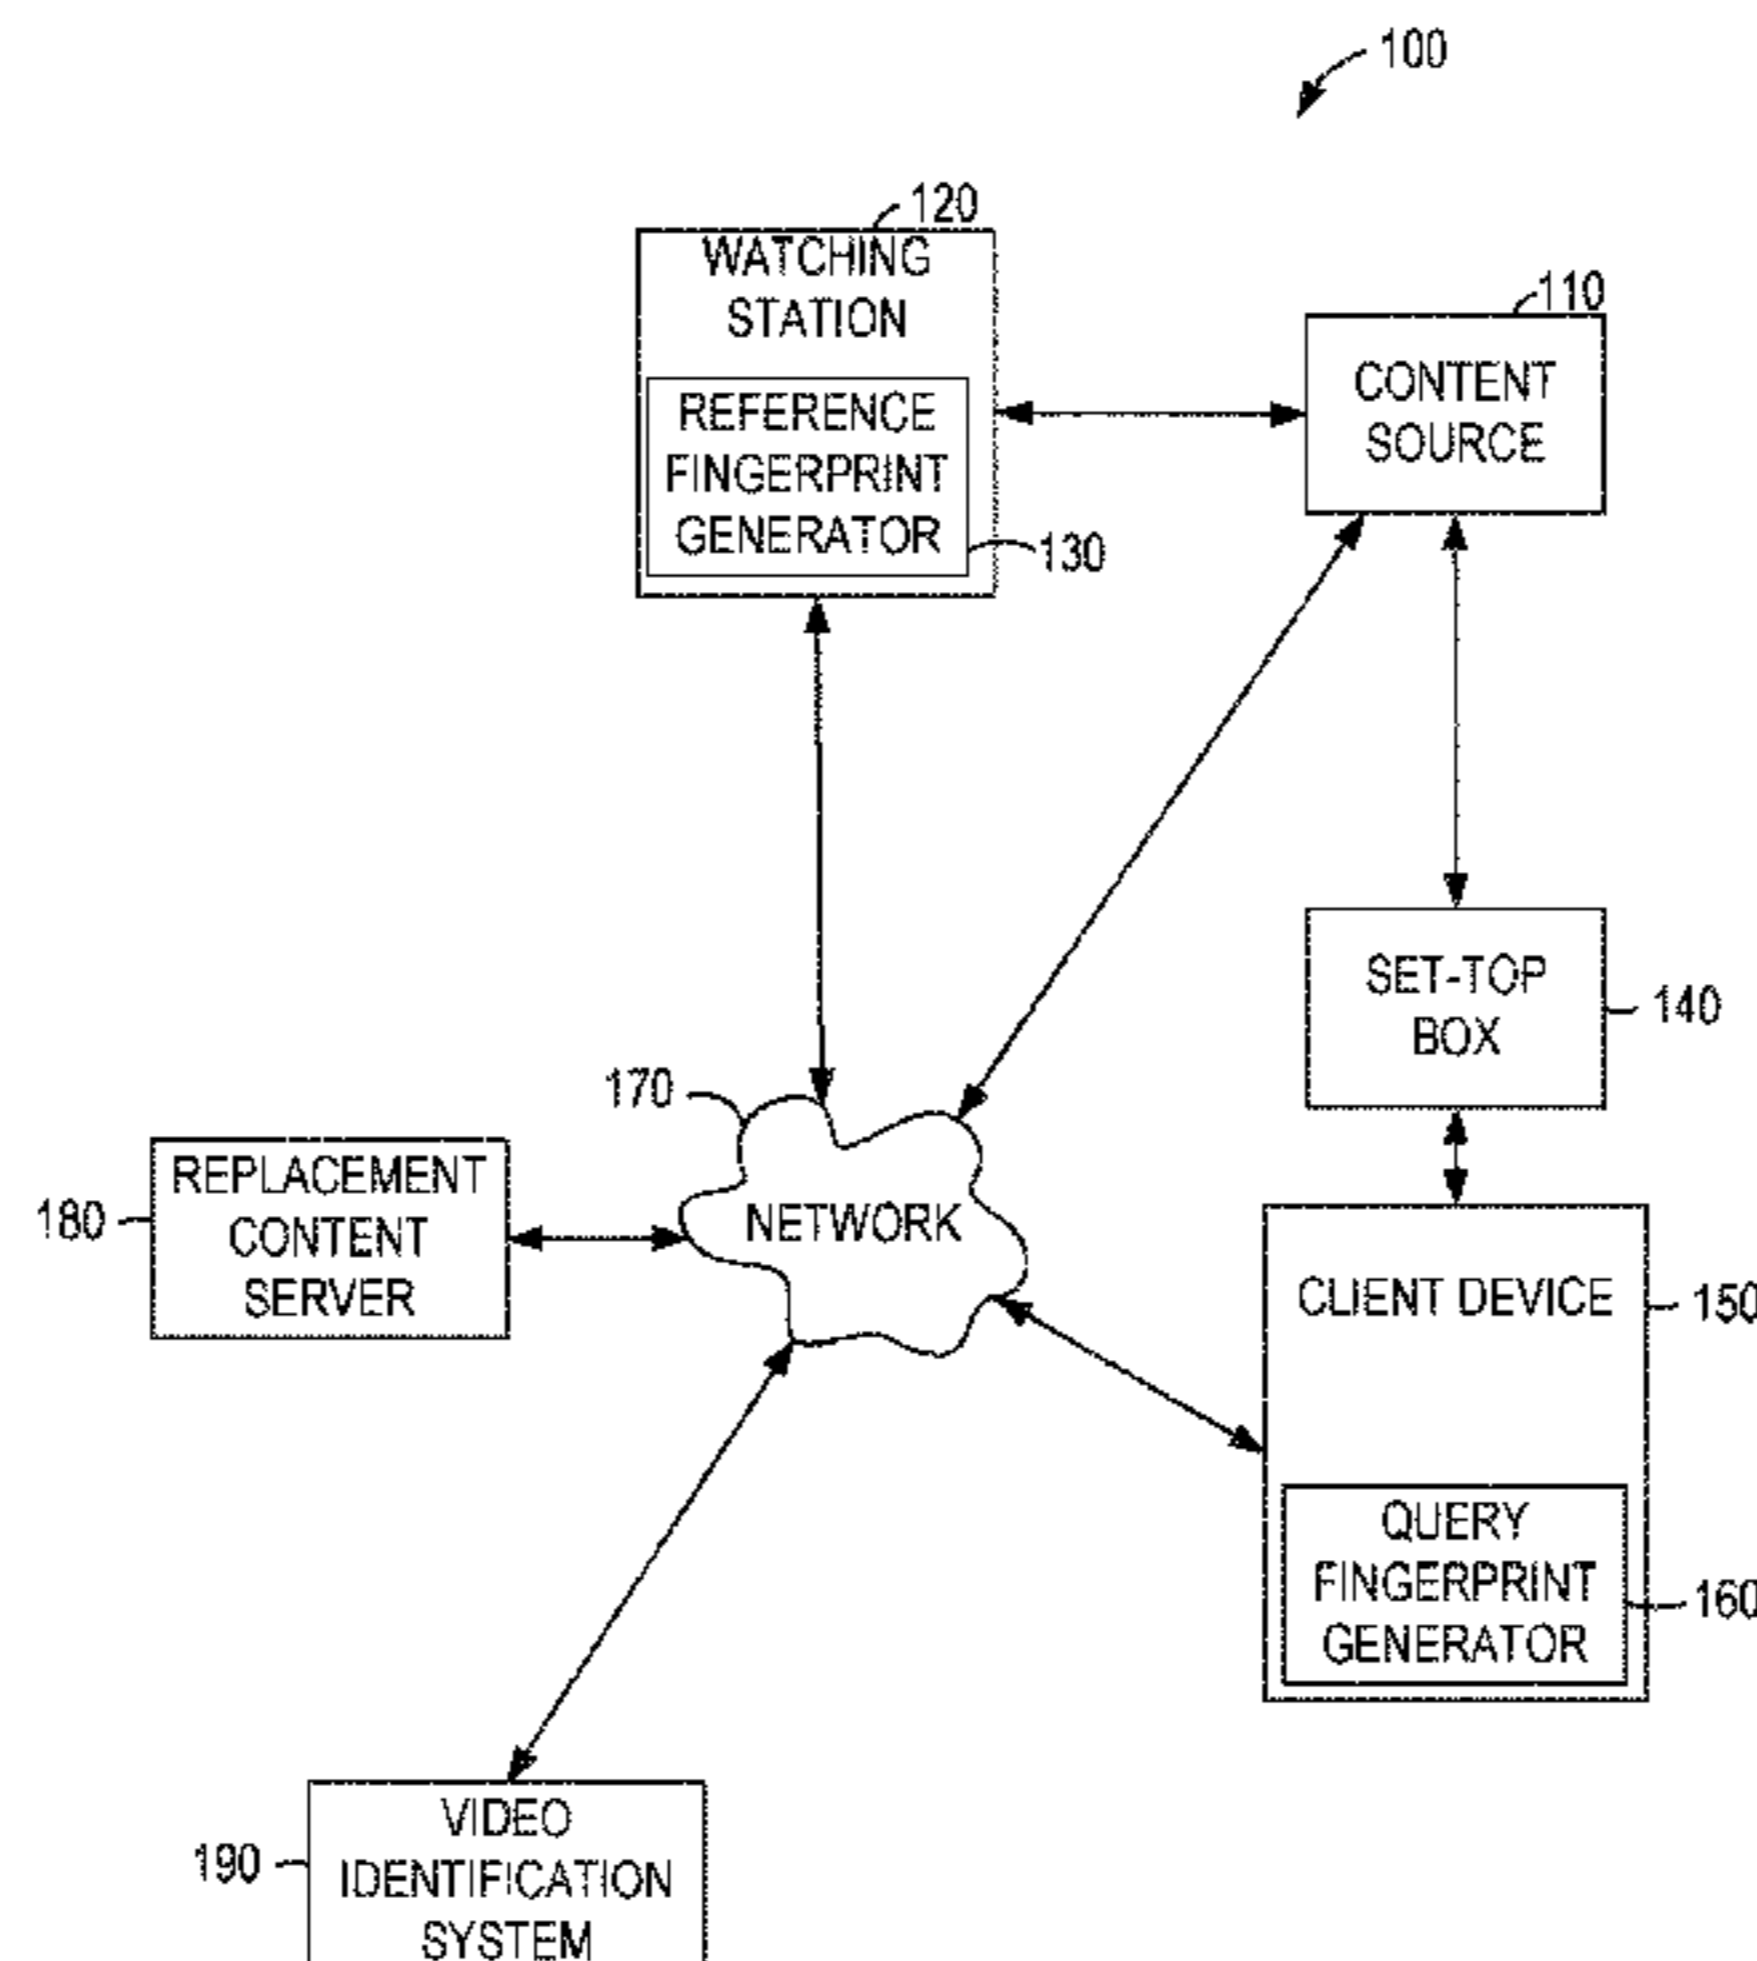 100
120
WATCHING
STATION
110
CONTENT
SOURCE
REFERENCE
FINGERPRINT
GENERATOR
130
SET-TOP
BOX
140
170
NETWORK
180
REPLACEMENT
CONTENT
SERVER
CLIENT DEVICE
150
QUERY
FINGERPRINT
GENERATOR
160
190
VIDEO
IDENTIFICATION
SYSTEM